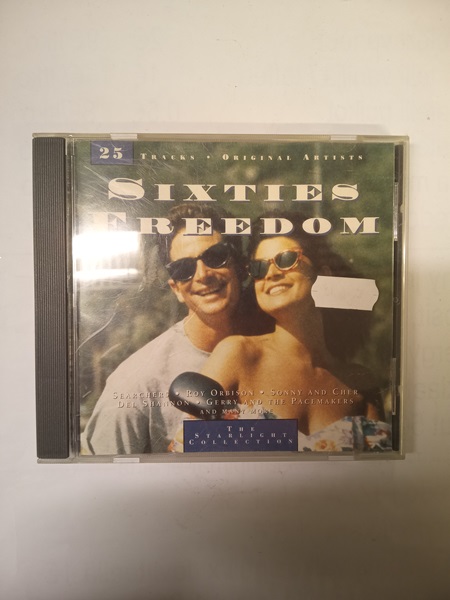 25 Tracks • Original Artists
Sixties
Freedom
Searchers • Roy Orbison • Sonny and Cher
Del Shannon • Gerry and the Pacemakers
and many more
The
Starlight
Collection